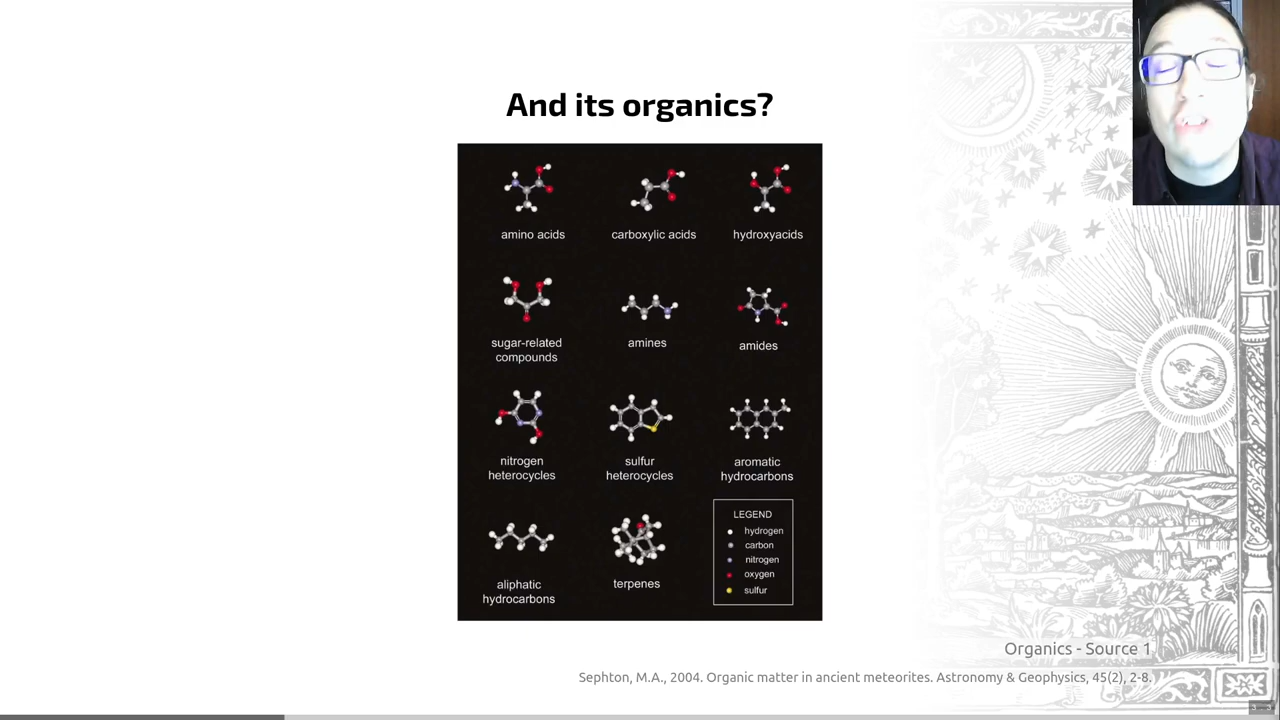 And its organics?
amino acids
carboxylic acids
hydroxyacids
sugar-related
compounds
amines
amides
nitrogen
heterocycles
sulfur
heterocycles
aromatic
hydrocarbons
aliphatic
hydrocarbons
terpenes
LEGEND
hydrogen
carbon
nitrogen
oxygen
sulfur
Organics - Source 1
Sephton, M.A., 2004. Organic matter in ancient meteorites. Astronomy & Geophysics, 45(2), 2-8.